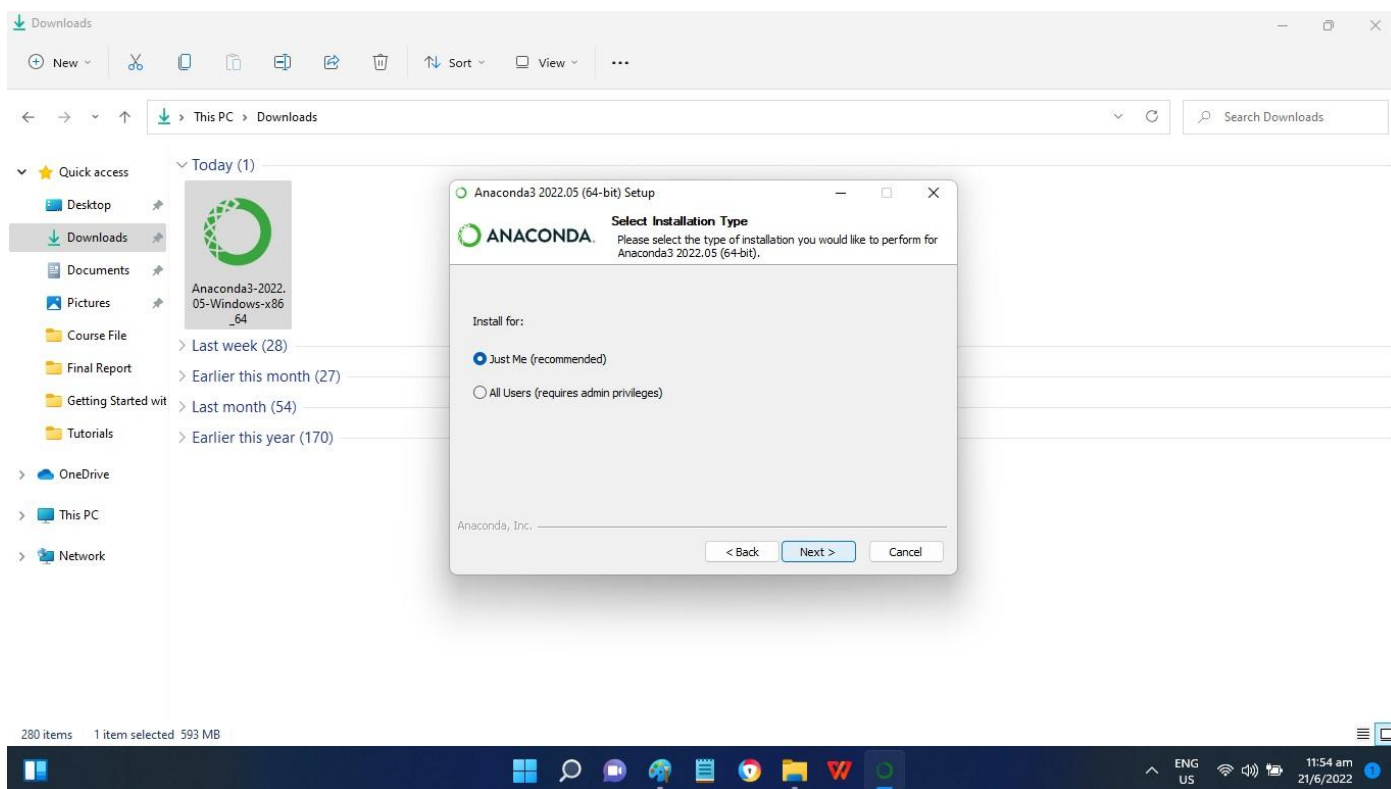 Downloads
New
Sort
View
This PC > Downloads
Search Downloads
Quick access
Desktop
Downloads
Documents
Pictures
Course File
Final Report
Getting Started wit
Tutorials
OneDrive
This PC
Network
Today (1)
Anaconda3-2022.
05-Windows-x86
_64
Last week (28)
Earlier this month (27)
Last month (54)
Earlier this year (170)
Anaconda3 2022.05 (64-bit) Setup
ANACONDA.
Select Installation Type
Please select the type of installation you would like to perform for
Anaconda3 2022.05 (64-bit).
Install for:
Just Me (recommended)
All Users (requires admin privileges)
Anaconda, Inc.
< Back
Next >
Cancel
280 items 1 item selected 593 MB
ENG
US
11:54 am
21/6/2022
1